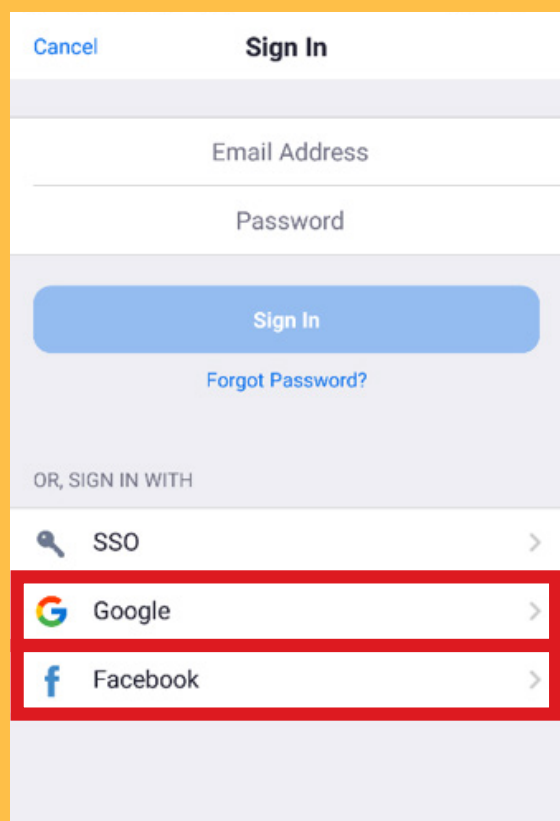 Cancel Sign In
Email Address
Password
Sign In
Forgot Password?
OR, SIGN IN WITH
SSO
Google
Facebook